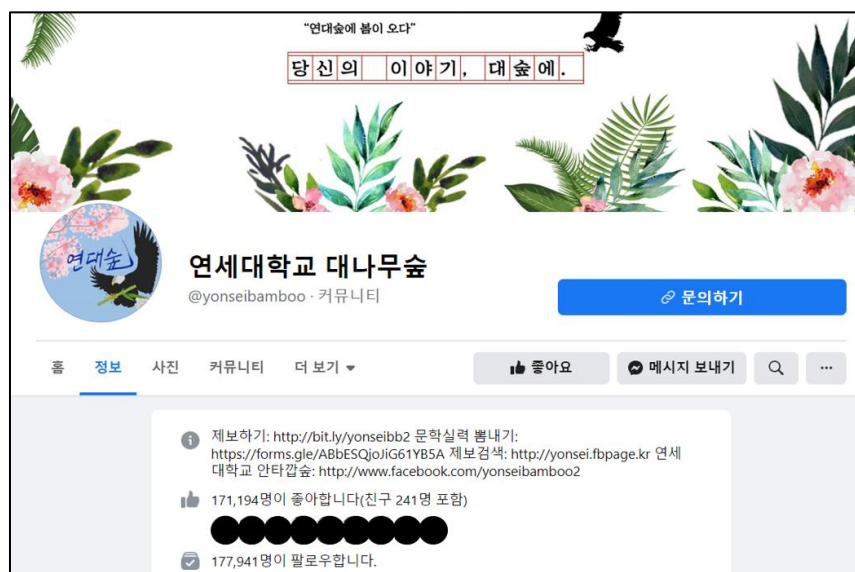 “연대숲에 봄이 오다”
당신의 이야기, 대숲에.
연대숲
연세대학교 대나무숲
@yonseibamboo · 커뮤니티
문의하기
홈 정보 사진 커뮤니티 더 보기 좋아요 메시지 보내기 ···
제보하기: http://bit.ly/yonseibb2 문학실력 뽐내기:
https://forms.gle/ABbESQjoJiG61YB5A 제보검색: http://yonsei.fbpage.kr 연세
대학교 안타깝숲: http://www.facebook.com/yonseibamboo2
171,194명이 좋아합니다(친구 241명 포함)
177,941명이 팔로우합니다.